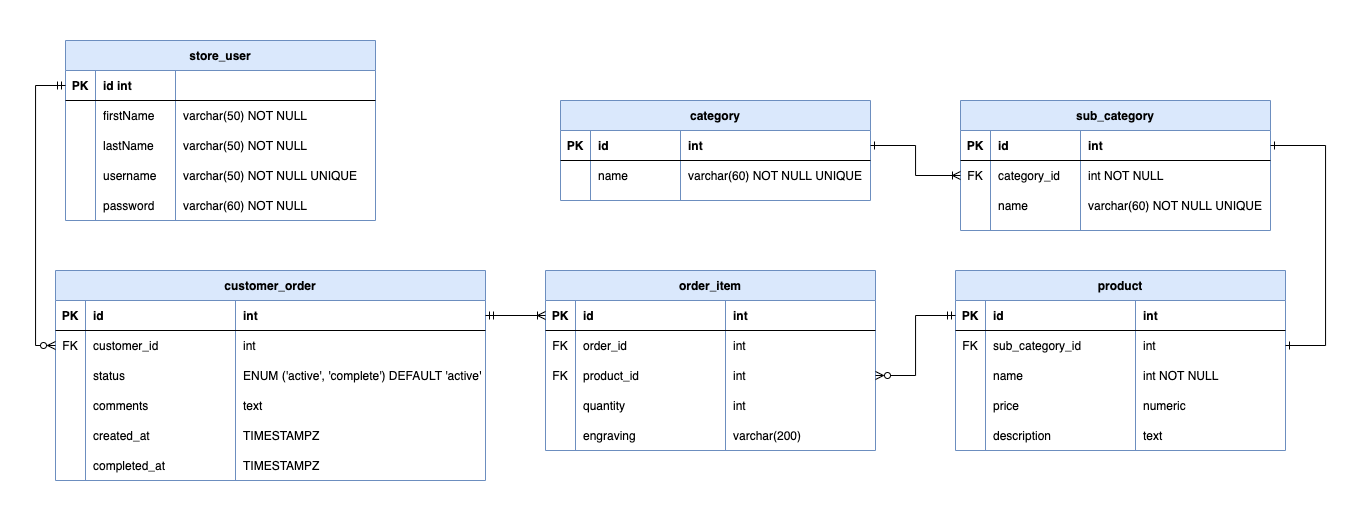 store_user
PK id int
firstName varchar(50) NOT NULL
lastName varchar(50) NOT NULL
username varchar(50) NOT NULL UNIQUE
password varchar(60) NOT NULL
category
PK id int
name varchar(60) NOT NULL UNIQUE
sub_category
PK id int
FK category_id int NOT NULL
name varchar(60) NOT NULL UNIQUE
customer_order
PK id int
FK customer_id int
status ENUM ('active', 'complete') DEFAULT 'active'
comments text
created_at TIMESTAMPZ
completed_at TIMESTAMPZ
order_item
PK id int
FK order_id int
FK product_id int
quantity int
engraving varchar(200)
product
PK id int
FK sub_category_id int
name int NOT NULL
price numeric
description text